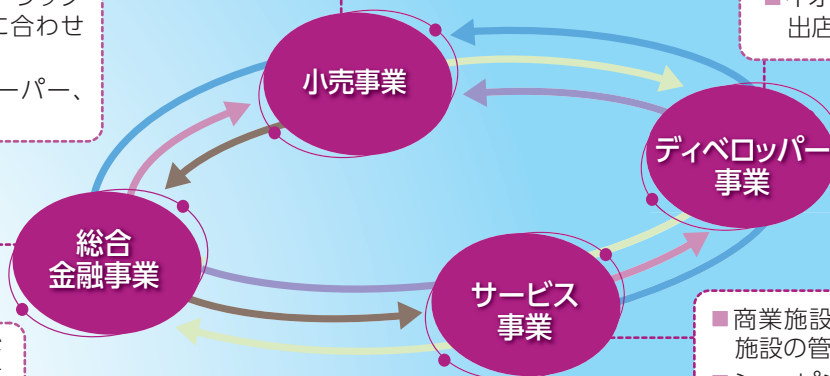 に合わせ
ーパー、
出店
小売事業
ディベロッパー
事業
総合
金融事業
サービス
事業
■商業施設
施設の管